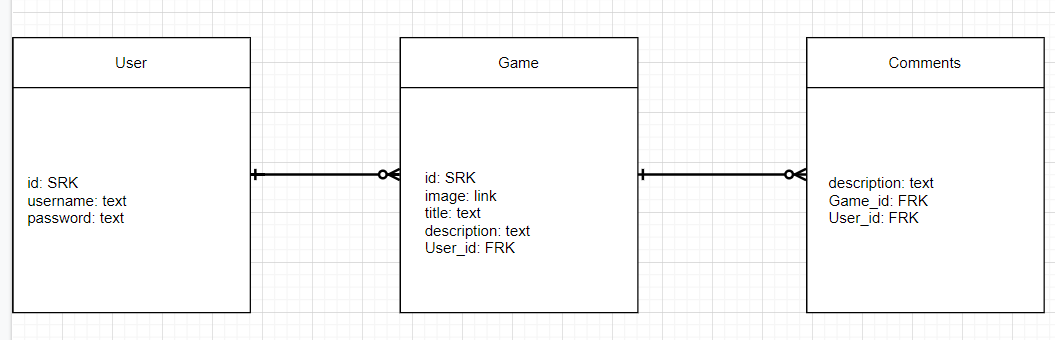 User
id: SRK
username: text
password: text
Game
id: SRK
image: link
title: text
description: text
User_id: FRK
Comments
description: text
Game_id: FRK
User_id: FRK